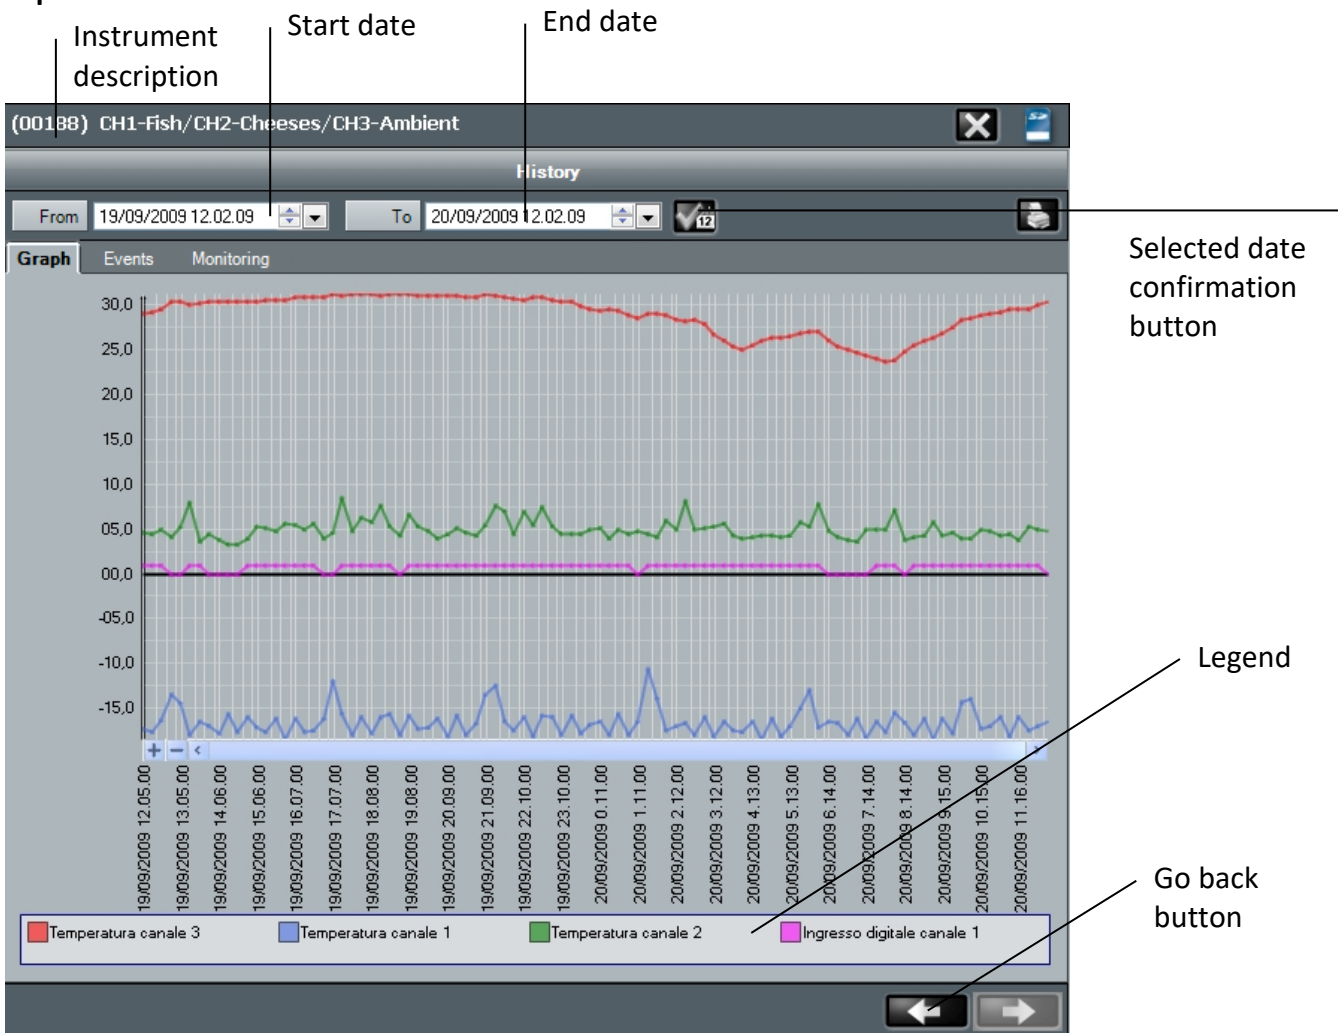 Instrument
description
Start date
End date
(00188) CH1-Fish/CH2-Cheeses/CH3-Ambient
History
From
19/09/2009 12.02.09
To
20/09/2009 12.02.09
12
Selected date
confirmation
button
Graph
Events
Monitoring
30,0
25,0
20,0
15,0
10,0
05,0
00,0
-05,0
-10,0
-15,0
Legend
19/09/2009 12.05.00
19/09/2009 13.05.00
19/09/2009 14.06.00
19/09/2009 15.06.00
19/09/2009 16.07.00
19/09/2009 17.07.00
19/09/2009 18.08.00
19/09/2009 19.08.00
19/09/2009 20.09.00
19/09/2009 21.09.00
19/09/2009 22.10.00
19/09/2009 23.10.00
20/09/2009 0.11.00
20/09/2009 1.11.00
20/09/2009 2.12.00
20/09/2009 3.12.00
20/09/2009 4.13.00
20/09/2009 5.13.00
20/09/2009 6.14.00
20/09/2009 7.14.00
20/09/2009 8.14.00
20/09/2009 9.15.00
20/09/2009 10.15.00
20/09/2009 11.16.00
Go back
button
Temperatura canale 3
Temperatura canale 1
Temperatura canale 2
Ingresso digitale canale 1